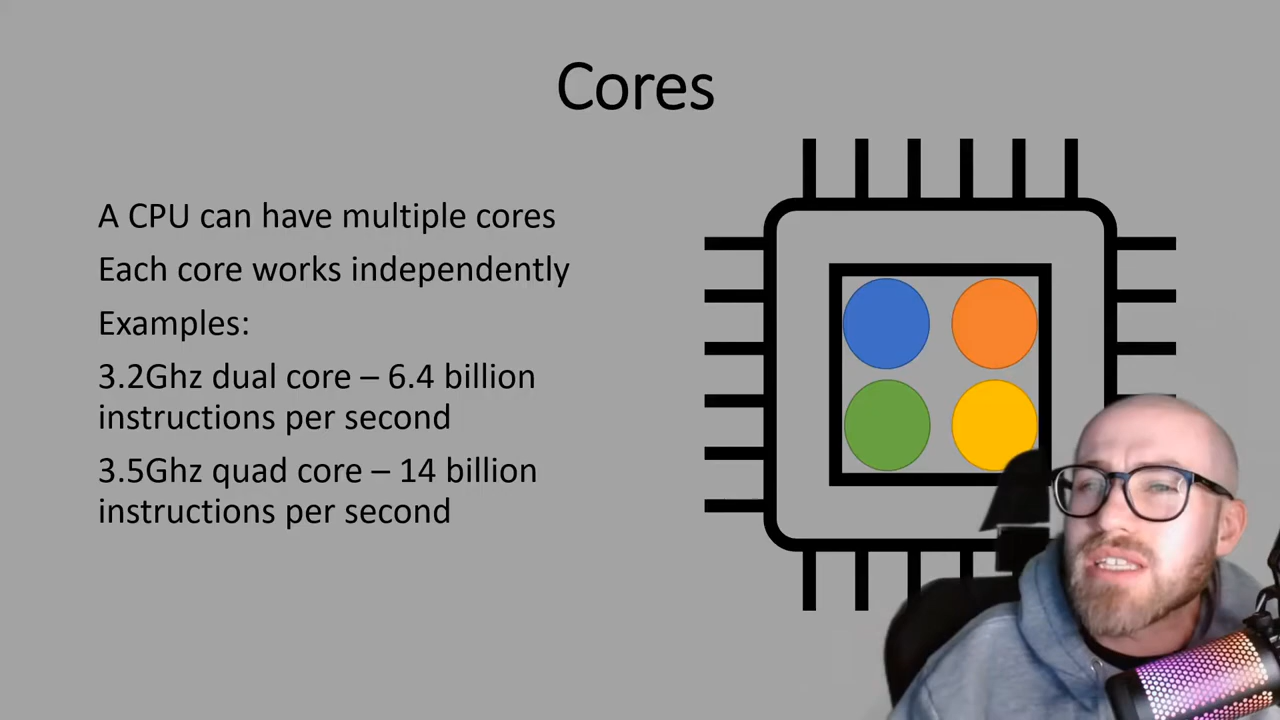 Cores
A CPU can have multiple cores
Each core works independently
Examples:
3.2Ghz dual core – 6.4 billion
instructions per second
3.5Ghz quad core – 14 billion
instructions per second